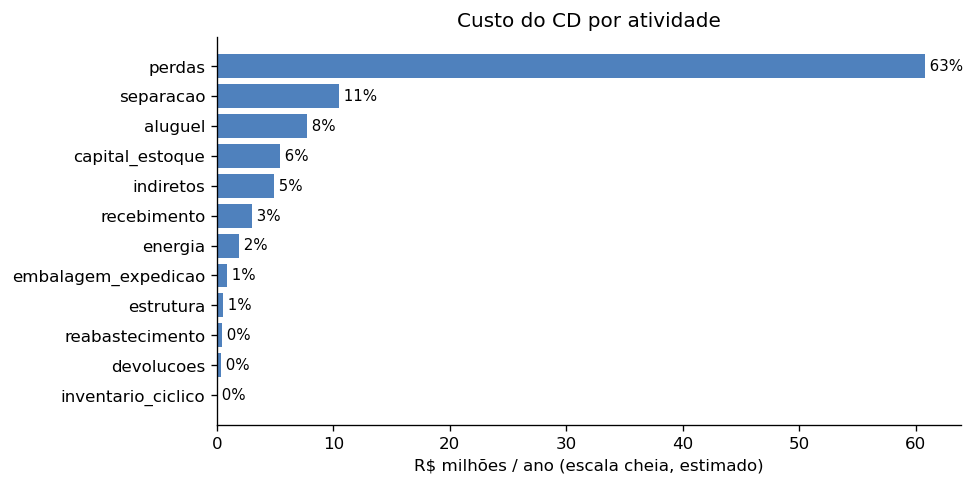 Custo do CD por atividade
perdas 63%
separacao 11%
aluguel 8%
capital_estoque 6%
indiretos 5%
recebimento 3%
energia 2%
embalagem_expedicao 1%
estrutura 1%
reabastecimento 0%
devolucoes 0%
inventario_ciclico 0%
0 10 20 30 40 50 60
R$ milhões / ano (escala cheia, estimado)